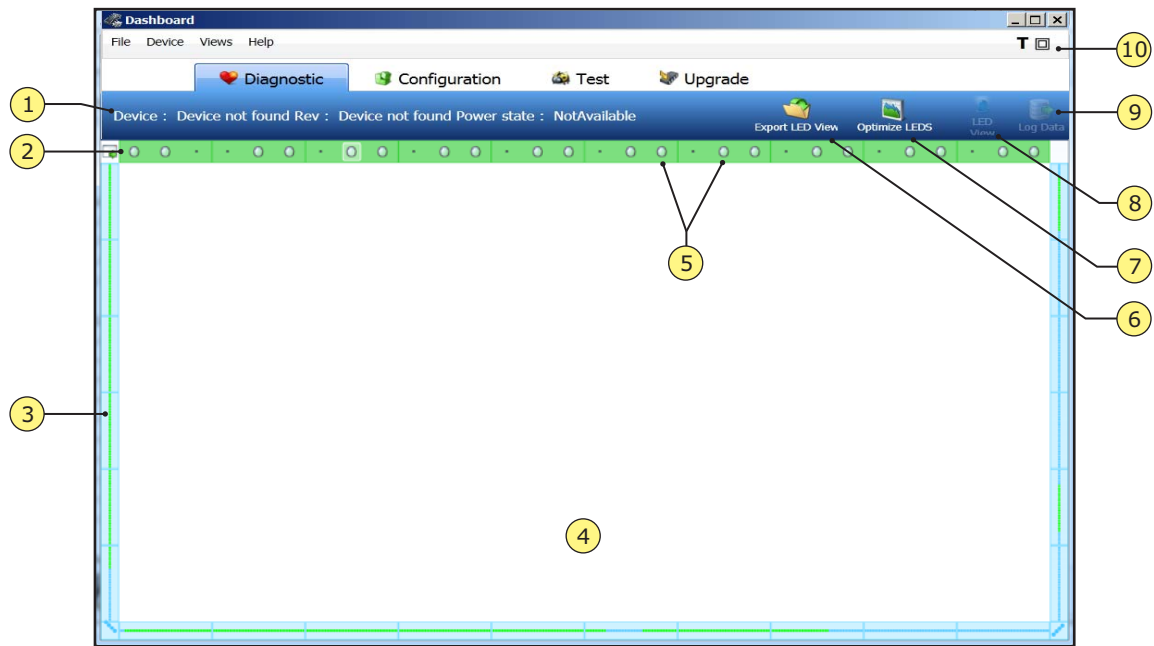 Dashboard
File Device Views Help
T
10
Diagnostic Configuration Test Upgrade
1
Device : Device not found Rev : Device not found Power state : NotAvailable
Export LED View
Optimize LEDS
LED View
Log Data
9
2
8
5
7
6
3
4